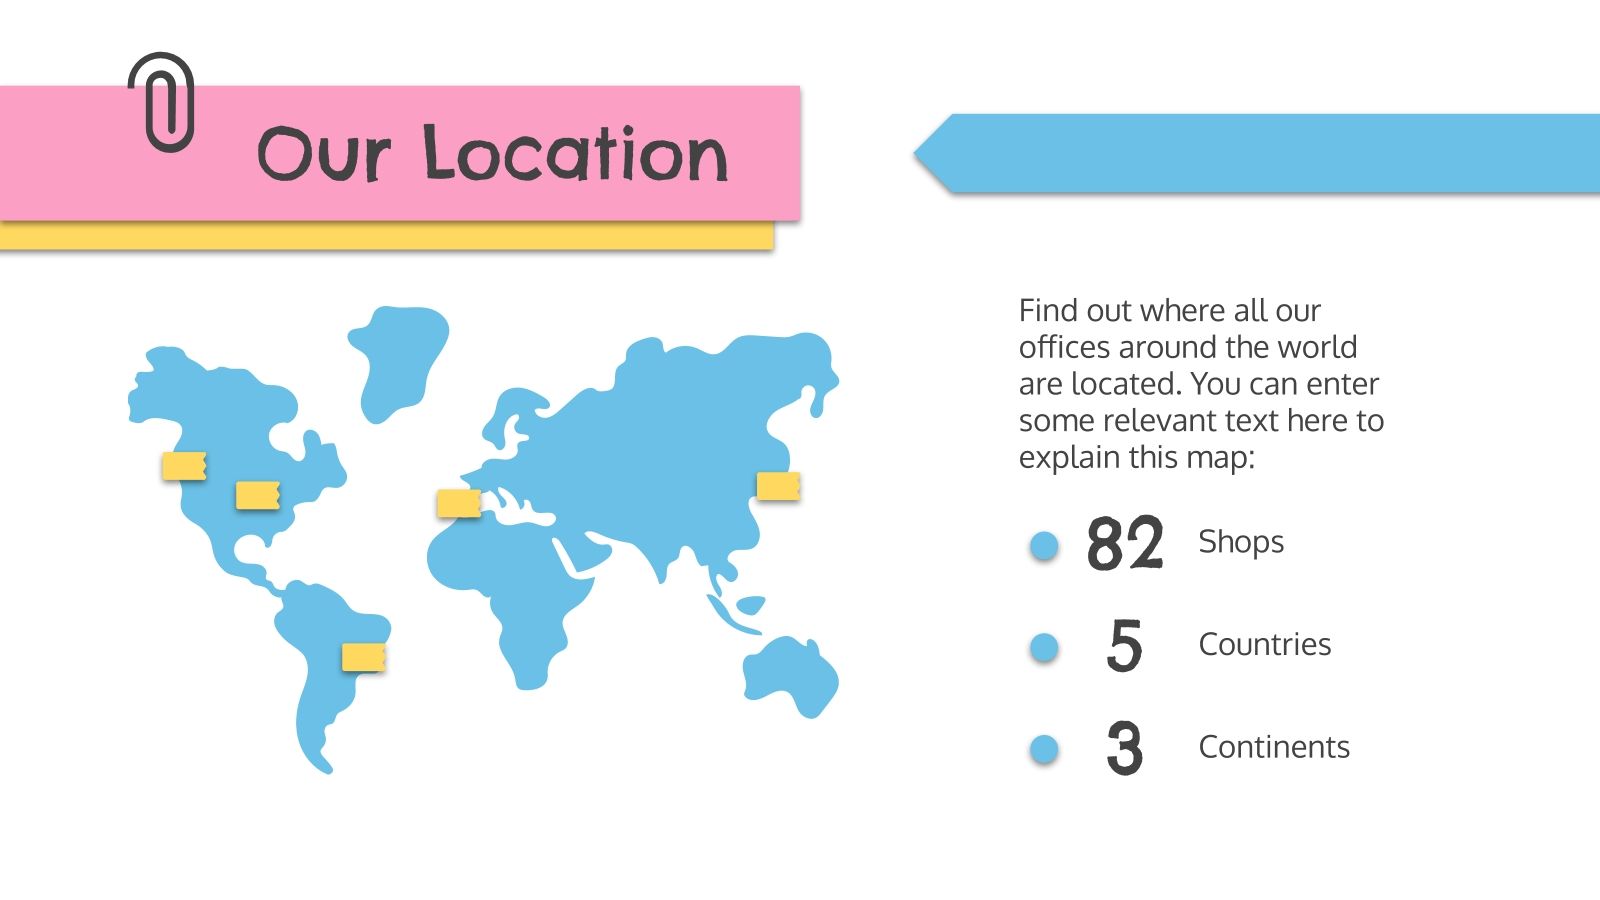 Our Location
Find out where all our
offices around the world
are located. You can enter
some relevant text here to
explain this map:
82 Shops
5 Countries
3 Continents